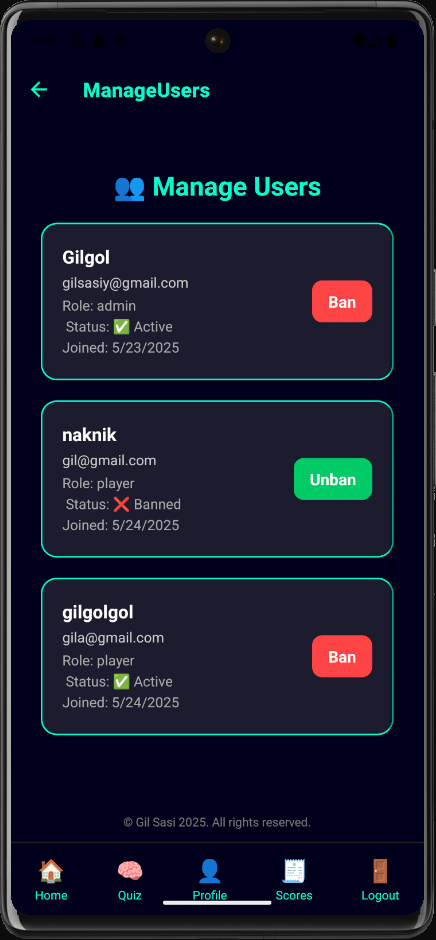 ManageUsers
👥 Manage Users
Gilgol
gilsasiy@gmail.com
Role: admin
Status: ✅ Active
Joined: 5/23/2025
Ban
naknik
gil@gmail.com
Role: player
Status: ❌ Banned
Joined: 5/24/2025
Unban
gilgolgol
gila@gmail.com
Role: player
Status: ✅ Active
Joined: 5/24/2025
Ban
© Gil Sasi 2025. All rights reserved.
Home Quiz Profile Scores Logout